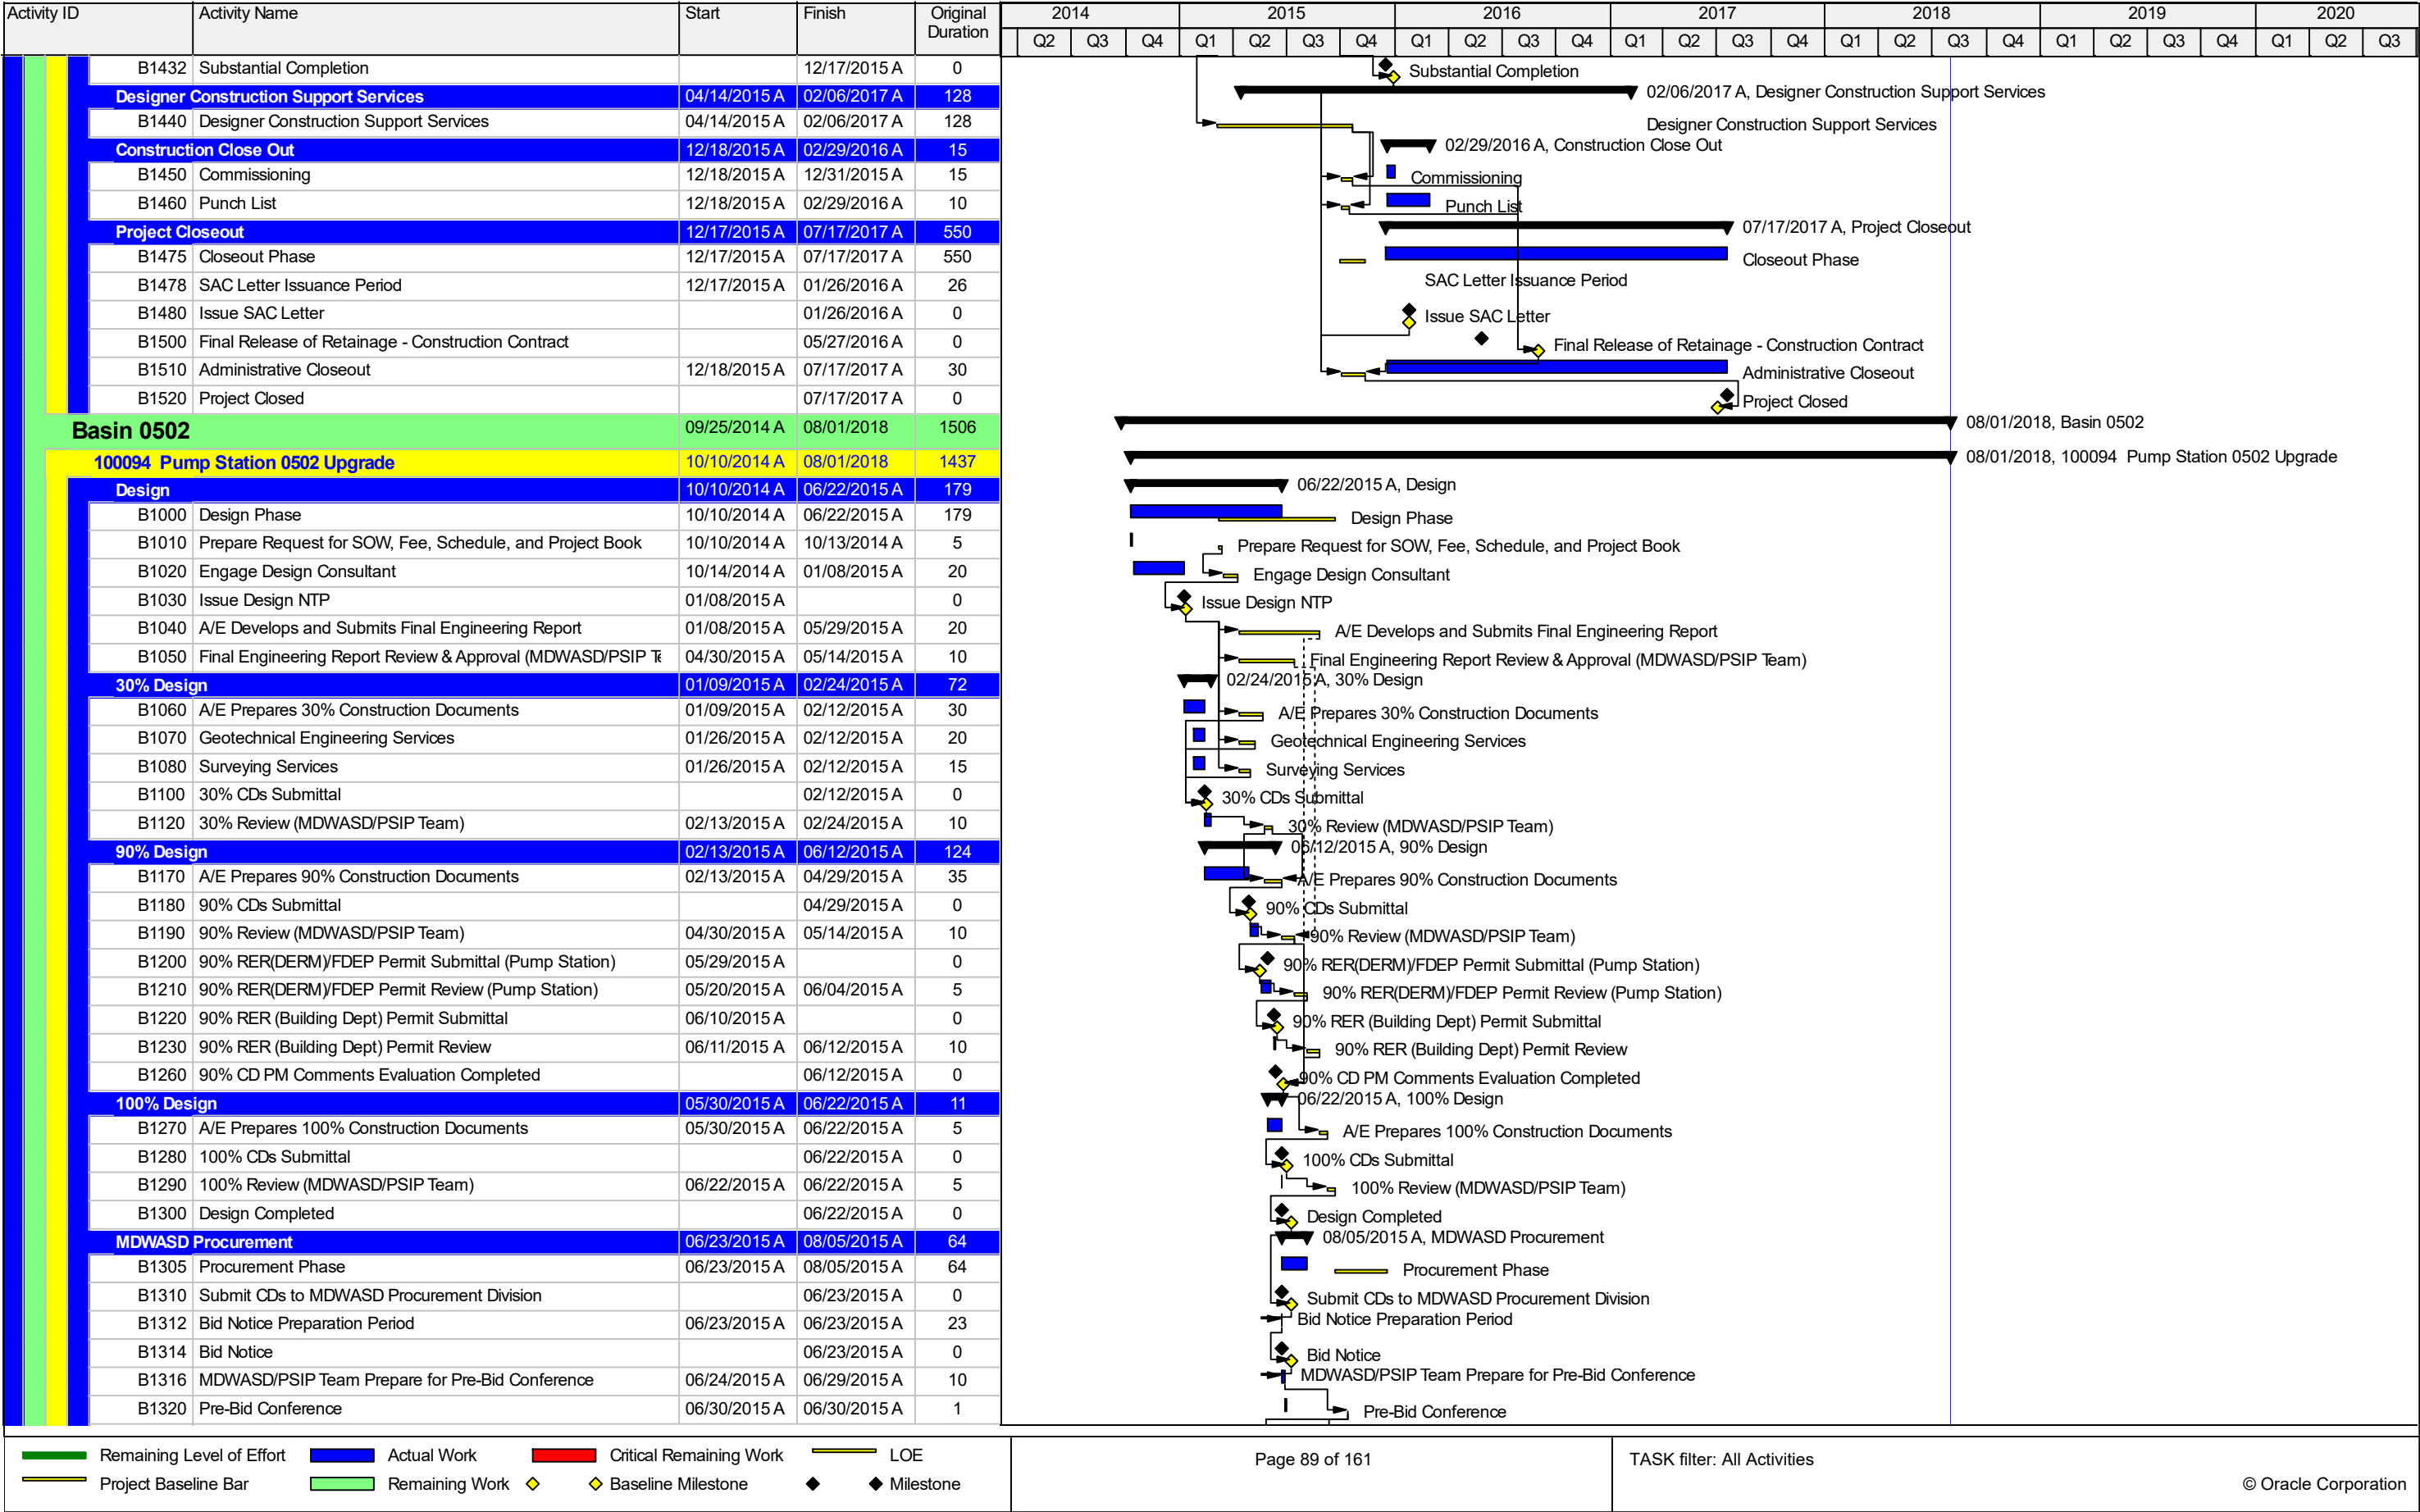 Activity ID Activity Name Start Finish Original Duration 2014 2015 2016 2017 2018 2019 2020
Q2 Q3 Q4 Q1 Q2 Q3 Q4 Q1 Q2 Q3 Q4 Q1 Q2 Q3 Q4 Q1 Q2 Q3 Q4 Q1 Q2 Q3 Q4 Q1 Q2 Q3
B1432 Substantial Completion 12/17/2015 A 0 Substantial Completion
Designer Construction Support Services 04/14/2015 A 02/06/2017 A 128 02/06/2017 A, Designer Construction Support Services
B1440 Designer Construction Support Services 04/14/2015 A 02/06/2017 A 128 Designer Construction Support Services
Construction Close Out 12/18/2015 A 02/29/2016 A 15 02/29/2016 A, Construction Close Out
B1450 Commissioning 12/18/2015 A 12/31/2015 A 15 Commissioning
B1460 Punch List 12/18/2015 A 02/29/2016 A 10 Punch List
Project Closeout 12/17/2015 A 07/17/2017 A 550 07/17/2017 A, Project Closeout
B1475 Closeout Phase 12/17/2015 A 07/17/2017 A 550 Closeout Phase
B1478 SAC Letter Issuance Period 12/17/2015 A 01/26/2016 A 26 SAC Letter Issuance Period
B1480 Issue SAC Letter 01/26/2016 A 0 Issue SAC Letter
B1500 Final Release of Retainage - Construction Contract 05/27/2016 A 0 Final Release of Retainage - Construction Contract
B1510 Administrative Closeout 12/18/2015 A 07/17/2017 A 30 Administrative Closeout
B1520 Project Closed 07/17/2017 A 0 Project Closed
Basin 0502 09/25/2014 A 08/01/2018 1506 08/01/2018, Basin 0502
100094 Pump Station 0502 Upgrade 10/10/2014 A 08/01/2018 1437 08/01/2018, 100094 Pump Station 0502 Upgrade
Design 10/10/2014 A 06/22/2015 A 179 06/22/2015 A, Design
B1000 Design Phase 10/10/2014 A 06/22/2015 A 179 Design Phase
B1010 Prepare Request for SOW, Fee, Schedule, and Project Book 10/10/2014 A 10/13/2014 A 5 Prepare Request for SOW, Fee, Schedule, and Project Book
B1020 Engage Design Consultant 10/14/2014 A 01/08/2015 A 20 Engage Design Consultant
B1030 Issue Design NTP 01/08/2015 A 0 Issue Design NTP
B1040 A/E Develops and Submits Final Engineering Report 01/08/2015 A 05/29/2015 A 20 A/E Develops and Submits Final Engineering Report
B1050 Final Engineering Report Review & Approval (MDWASD/PSIP Te 04/30/2015 A 05/14/2015 A 10 Final Engineering Report Review & Approval (MDWASD/PSIP Team)
30% Design 01/09/2015 A 02/24/2015 A 72 02/24/2015 A, 30% Design
B1060 A/E Prepares 30% Construction Documents 01/09/2015 A 02/12/2015 A 30 A/E Prepares 30% Construction Documents
B1070 Geotechnical Engineering Services 01/26/2015 A 02/12/2015 A 20 Geotechnical Engineering Services
B1080 Surveying Services 01/26/2015 A 02/12/2015 A 15 Surveying Services
B1100 30% CDs Submittal 02/12/2015 A 0 30% CDs Submittal
B1120 30% Review (MDWASD/PSIP Team) 02/13/2015 A 02/24/2015 A 10 30% Review (MDWASD/PSIP Team)
90% Design 02/13/2015 A 06/12/2015 A 124 06/12/2015 A, 90% Design
B1170 A/E Prepares 90% Construction Documents 02/13/2015 A 04/29/2015 A 35 A/E Prepares 90% Construction Documents
B1180 90% CDs Submittal 04/29/2015 A 0 90% CDs Submittal
B1190 90% Review (MDWASD/PSIP Team) 04/30/2015 A 05/14/2015 A 10 90% Review (MDWASD/PSIP Team)
B1200 90% RER(DERM)/FDEP Permit Submittal (Pump Station) 05/29/2015 A 0 90% RER(DERM)/FDEP Permit Submittal (Pump Station)
B1210 90% RER(DERM)/FDEP Permit Review (Pump Station) 05/20/2015 A 06/04/2015 A 5 90% RER(DERM)/FDEP Permit Review (Pump Station)
B1220 90% RER (Building Dept) Permit Submittal 06/10/2015 A 0 90% RER (Building Dept) Permit Submittal
B1230 90% RER (Building Dept) Permit Review 06/11/2015 A 06/12/2015 A 10 90% RER (Building Dept) Permit Review
B1260 90% CD PM Comments Evaluation Completed 06/12/2015 A 0 90% CD PM Comments Evaluation Completed
100% Design 05/30/2015 A 06/22/2015 A 11 06/22/2015 A, 100% Design
B1270 A/E Prepares 100% Construction Documents 05/30/2015 A 06/22/2015 A 5 A/E Prepares 100% Construction Documents
B1280 100% CDs Submittal 06/22/2015 A 0 100% CDs Submittal
B1290 100% Review (MDWASD/PSIP Team) 06/22/2015 A 06/22/2015 A 5 100% Review (MDWASD/PSIP Team)
B1300 Design Completed 06/22/2015 A 0 Design Completed
MDWASD Procurement 06/23/2015 A 08/05/2015 A 64 08/05/2015 A, MDWASD Procurement
B1305 Procurement Phase 06/23/2015 A 08/05/2015 A 64 Procurement Phase
B1310 Submit CDs to MDWASD Procurement Division 06/23/2015 A 0 Submit CDs to MDWASD Procurement Division
B1312 Bid Notice Preparation Period 06/23/2015 A 06/23/2015 A 23 Bid Notice Preparation Period
B1314 Bid Notice 06/23/2015 A 0 Bid Notice
B1316 MDWASD/PSIP Team Prepare for Pre-Bid Conference 06/24/2015 A 06/29/2015 A 10 MDWASD/PSIP Team Prepare for Pre-Bid Conference
B1320 Pre-Bid Conference 06/30/2015 A 06/30/2015 A 1 Pre-Bid Conference
Remaining Level of Effort Actual Work Critical Remaining Work LOE Page 89 of 161 TASK filter: All Activities
Project Baseline Bar Remaining Work Baseline Milestone Milestone © Oracle Corporation